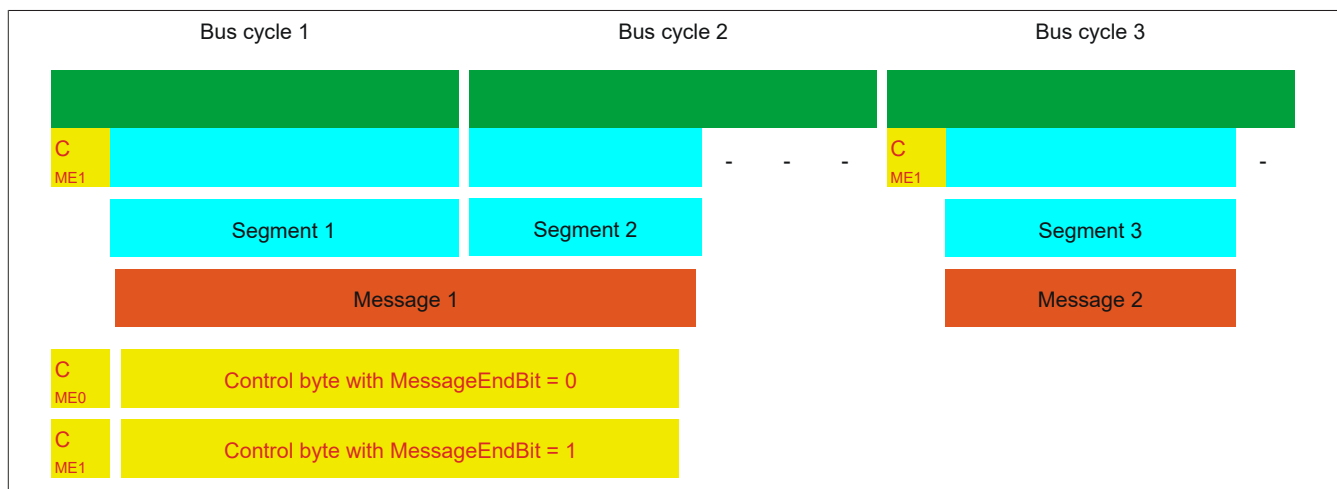 Bus cycle 1 Bus cycle 2 Bus cycle 3
C - - - C -
ME1 ME1
Segment 1 Segment 2 Segment 3
Message 1 Message 2
C Control byte with MessageEndBit = 0
ME0
C Control byte with MessageEndBit = 1
ME1